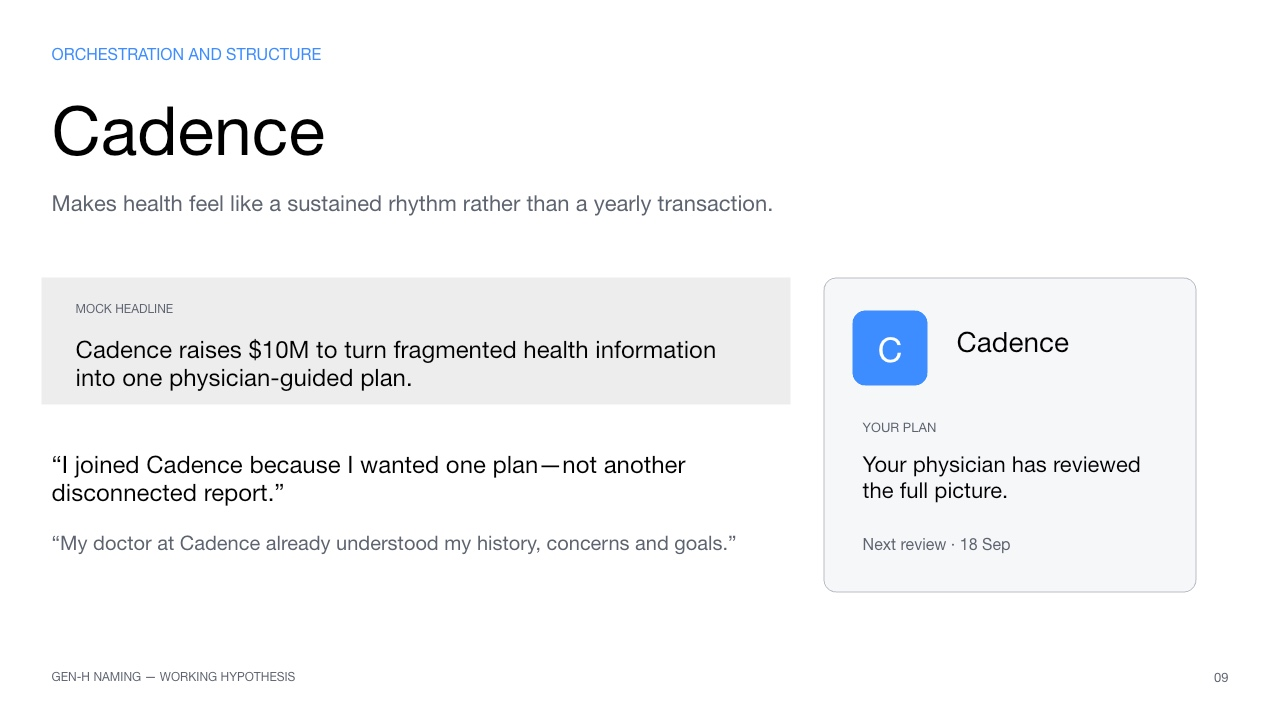 ORCHESTRATION AND STRUCTURE
Cadence
Makes health feel like a sustained rhythm rather than a yearly transaction.
MOCK HEADLINE
Cadence raises $10M to turn fragmented health information
into one physician-guided plan.
“I joined Cadence because I wanted one plan—not another
disconnected report.”
“My doctor at Cadence already understood my history, concerns and goals.”
C
Cadence
YOUR PLAN
Your physician has reviewed
the full picture.
Next review · 18 Sep
GEN-H NAMING — WORKING HYPOTHESIS
09